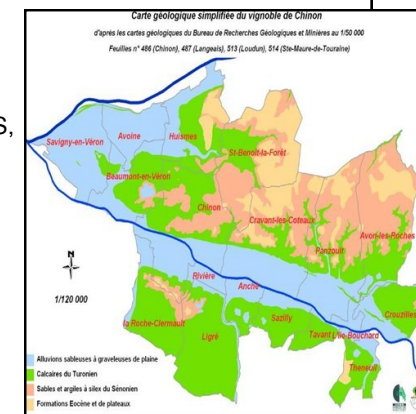 s,
Carte géologique simplifiée du vignoble de Chinon
d'après les cartes géologiques du Bureau de Recherches Géologiques et Minières au 1/50 000
Feuilles n° 486 (Chinon), 487 (Langeais), 513 (Loudun), 514 (Ste-Maure-de-Touraine)
Savigny-en-Véron
Avoine
Huismes
St-Benoît-la-Forêt
Beaumont-en-Véron
Chinon
Cravant-les-Coteaux
Avon-les-Roches
Panzoult
Rivière
Anché
Crouzilles
la Roche-Clermault
Ligré
Sazilly
Tavant
L'Ile-Bouchard
Theneuil
N
1/120 000
Alluvions sableuses à graveleuses de plaine
Calcaires du Turonien
Sables et argiles à silex du Sénonien
Formations Eocène et de plateaux